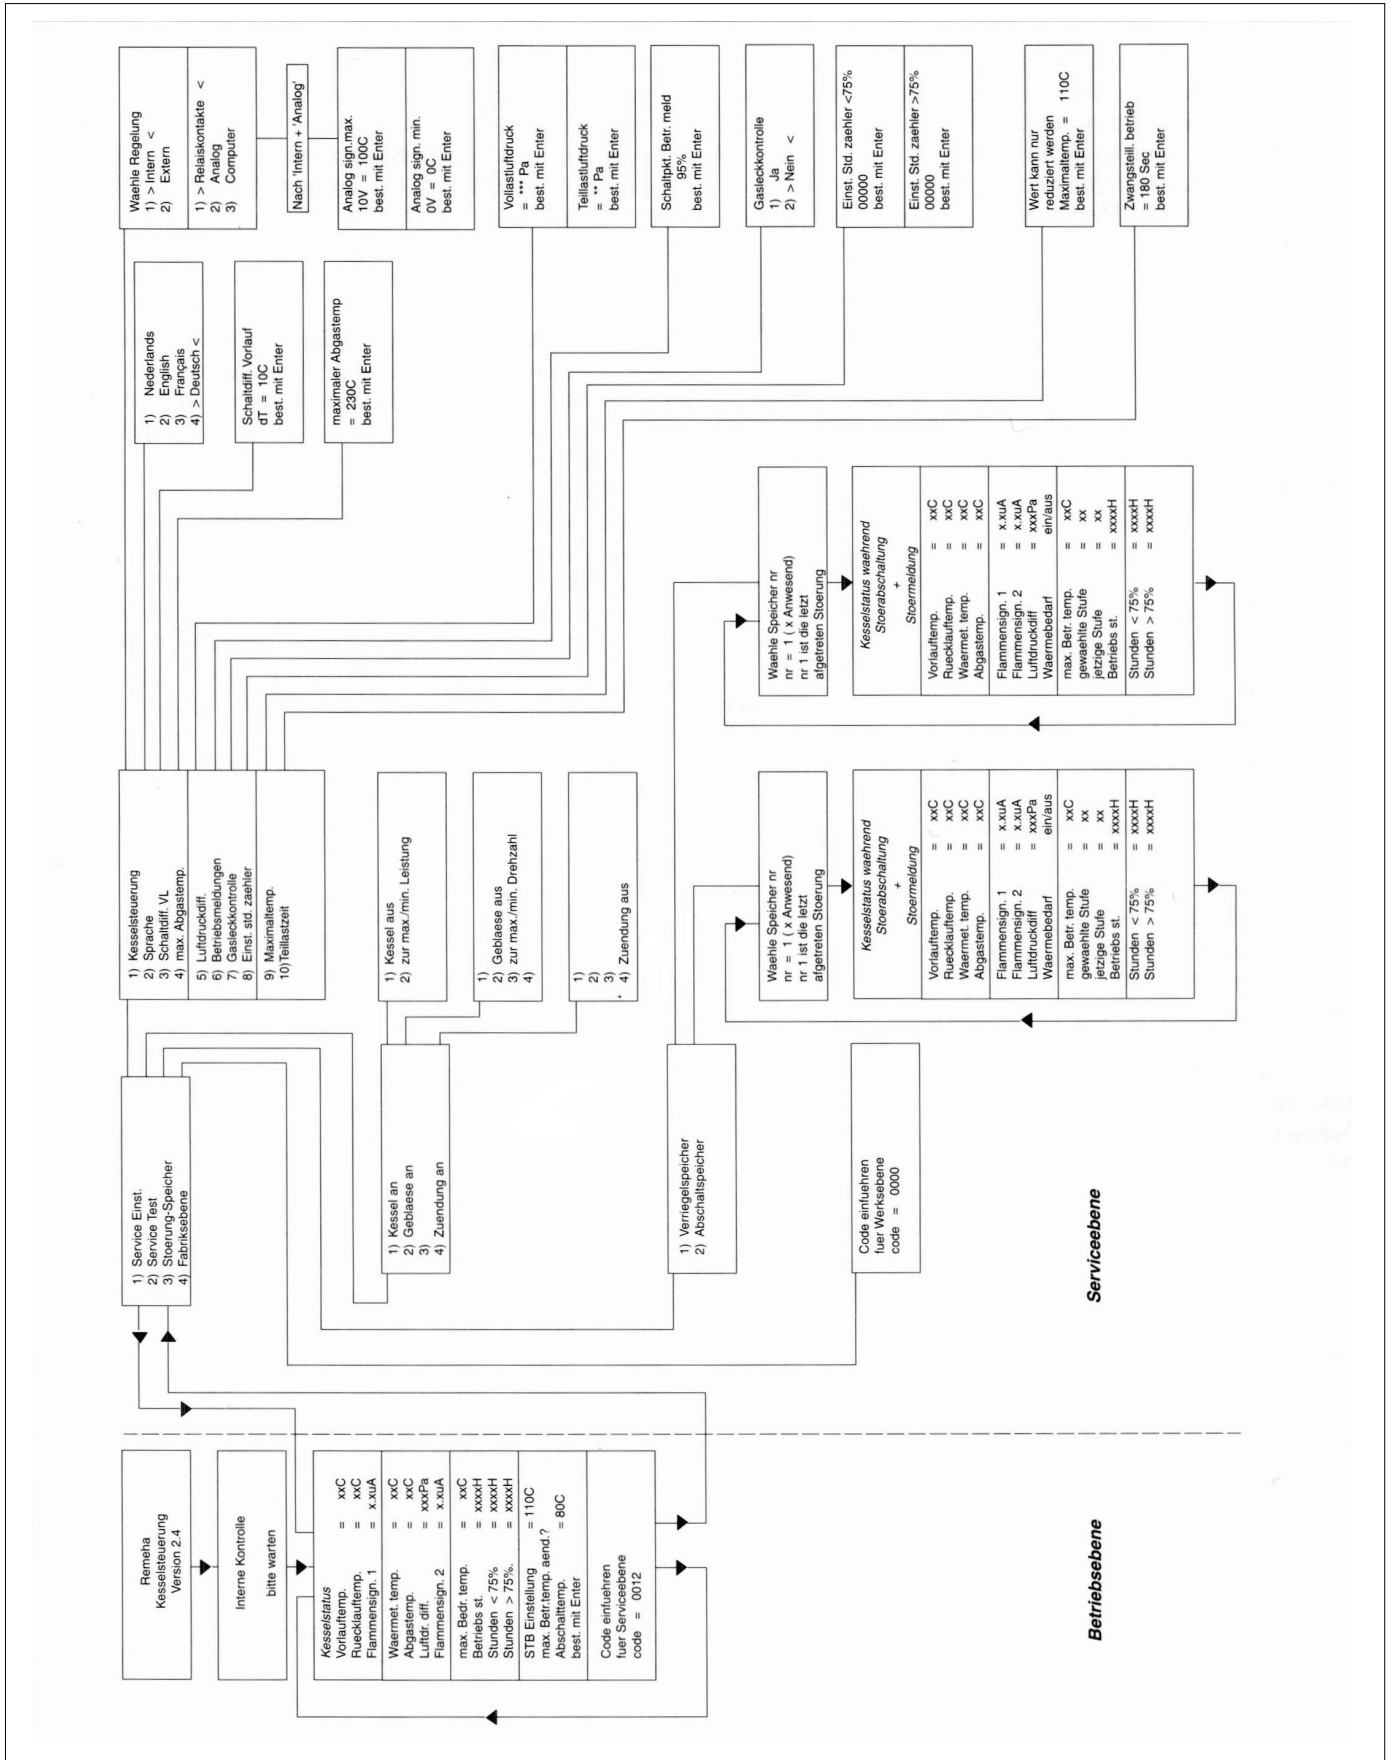 Remeha
Kesselsteuerung
Version 2.4
Interne Kontrolle
bitte warten
Kesselstatus
Vorlauftemp. = xxC
Ruecklauftemp. = xxC
Flammensign. 1 = x.xuA
Waermet. temp. = xxC
Abgastemp. = xxC
Luftdr. diff. = xxxPa
Flammensign. 2 = x.xuA
max. Bedr. temp. = xxC
Betriebs st. = xxxxH
Stunden < 75% = xxxxH
Stunden > 75%. = xxxxH
STB Einstellung = 110C
max. Betr.temp. aend.?
Abschalttemp. = 80C
best. mit Enter
Code einfuehren
fuer Serviceebene
code = 0012
Betriebsebene
1) Service Einst.
2) Service Test
3) Stoerung-Speicher
4) Fabriksebene
1) Kessel an
2) Geblaese an
3)
4) Zuendung an
1) Verriegelspeicher
2) Abschaltspeicher
Code einfuehren
fuer Werksebene
code = 0000
Serviceebene
1) Kesselsteuerung
2) Sprache
3) Schaltdiff. VL
4) max. Abgastemp.
5) Luftdruckdiff.
6) Betriebsmeldungen
7) Gasleckkontrolle
8) Einst. std. zaehler
9) Maximaltemp.
10) Teillastzeit
1) Kessel aus
2) zur max./min. Leistung
1)
2) Geblaese aus
3) zur max./min. Drehzahl
4)
1)
2)
3)
4) Zuendung aus
Waehle Speicher nr
nr = 1 ( x Anwesend)
nr 1 ist die letzt
afgetreten Stoerung
Kesselstatus waehrend
Stoerabschaltung
+
Stoermeldung
Vorlauftemp. = xxC
Ruecklauftemp. = xxC
Waermet. temp. = xxC
Abgastemp. = xxC
Flammensign. 1 = x.xuA
Flammensign. 2 = x.xuA
Luftdruckdiff = xxxPa
Waermebedarf ein/aus
max. Betr. temp. = xxC
gewaehlte Stufe = xx
jetzige Stufe = xx
Betriebs st. = xxxxH
Stunden < 75% = xxxxH
Stunden > 75% = xxxxH
Waehle Speicher nr
nr = 1 ( x Anwesend)
nr 1 ist die letzt
afgetreten Stoerung
Kesselstatus waehrend
Stoerabschaltung
+
Stoermeldung
Vorlauftemp. = xxC
Ruecklauftemp. = xxC
Waermet. temp. = xxC
Abgastemp. = xxC
Flammensign. 1 = x.xuA
Flammensign. 2 = x.xuA
Luftdruckdiff = xxxPa
Waermebedarf ein/aus
max. Betr. temp. = xxC
gewaehlte Stufe = xx
jetzige Stufe = xx
Betriebs st. = xxxxH
Stunden < 75% = xxxxH
Stunden > 75% = xxxxH
1) Nederlands
2) English
3) Français
4) > Deutsch <
Schaltdiff. Vorlauf
dT = 10C
best. mit Enter
maximaler Abgastemp
= 230C
best. mit Enter
Waehle Regelung
1) > Intern <
2) Extern
1) > Relaiskontakte <
2) Analog
3) Computer
Nach 'Intern + 'Analog'
Analog sign.max.
10V = 100C
best. mit Enter
Analog sign. min.
0V = 0C
best. mit Enter
Vollastluftdruck
= *** Pa
best. mit Enter
Teillastluftdruck
= ** Pa
best. mit Enter
Schaltpkt. Betr. meld
95%
best. mit Enter
Gasleckkontrolle
1) Ja
2) > Nein <
Einst. Std. zaehler <75%
00000
best. mit Enter
Einst. Std. zaehler >75%
00000
best. mit Enter
Wert kann nur
reduziert werden
Maximaltemp. = 110C
best. mit Enter
Zwangsteill. betrieb
= 180 Sec
best. mit Enter